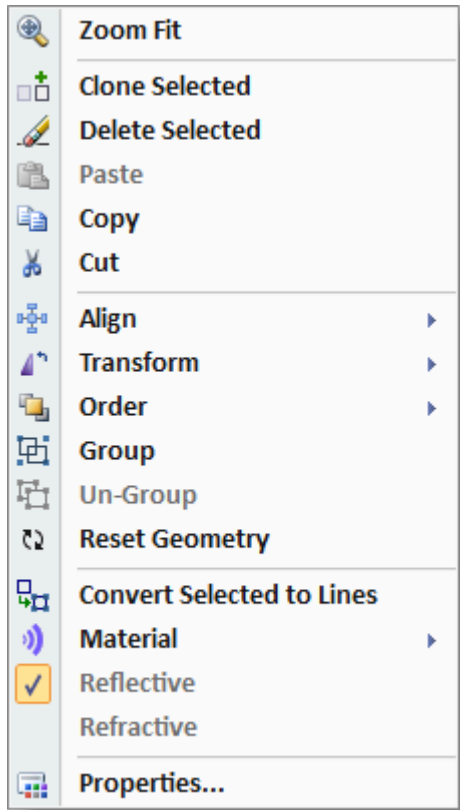 Zoom Fit
Clone Selected
Delete Selected
Paste
Copy
Cut
Align
Transform
Order
Group
Un-Group
Reset Geometry
Convert Selected to Lines
Material
Reflective
Refractive
Properties...